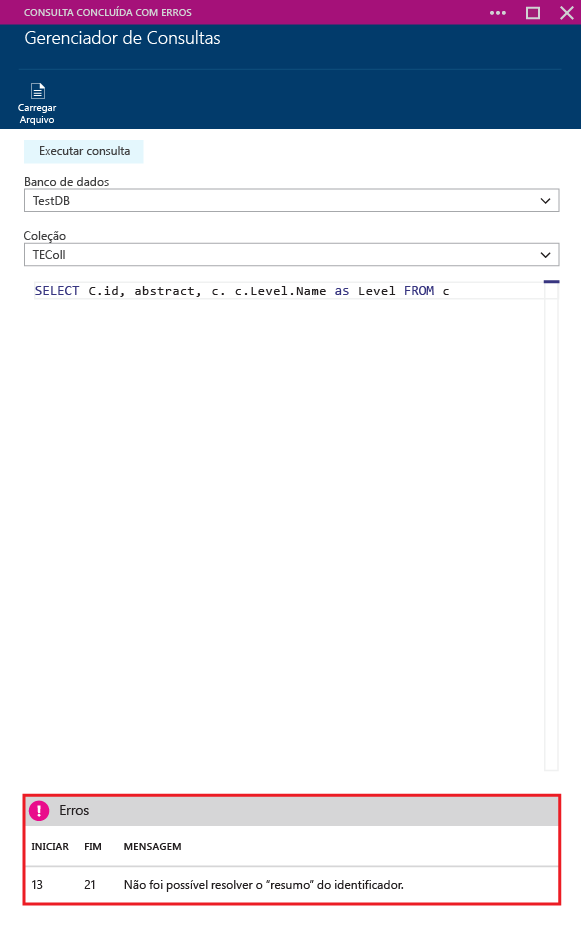 CONSULTA CONCLUÍDA COM ERROS
Gerenciador de Consultas
Carregar
Arquivo
Executar consulta
Banco de dados
TestDB
Coleção
TEColl
SELECT C.id, abstract, c. c.Level.Name as Level FROM c
Erros
INICIAR FIM MENSAGEM
13 21 Não foi possível resolver o "resumo" do identificador.